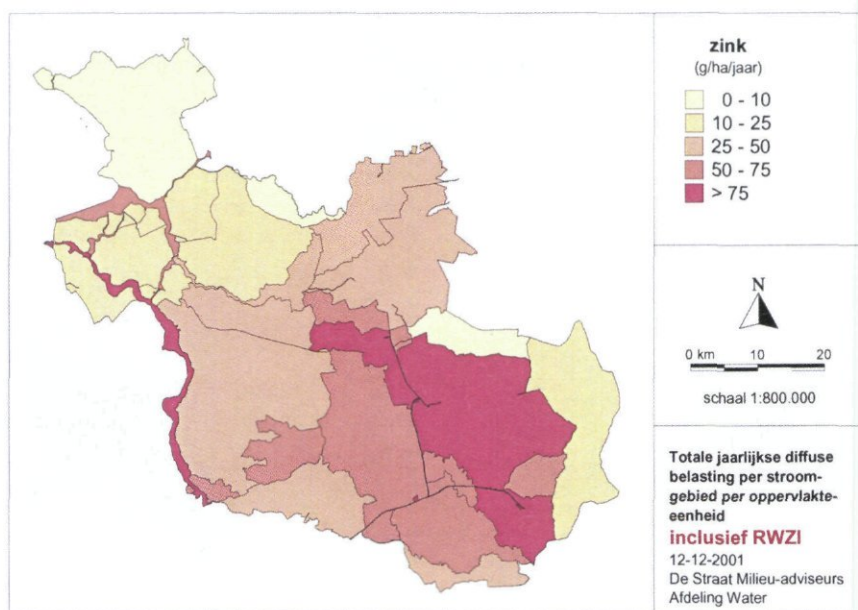 zink
(g/ha/jaar)
0 - 10
10 - 25
25 - 50
50 - 75
> 75
N
0 km 10 20
schaal 1:800.000
Totale jaarlijkse diffuse
belasting per stroom-
gebied per oppervlakte-
eenheid
inclusief RWZI
12-12-2001
De Straat Milieu-adviseurs
Afdeling Water